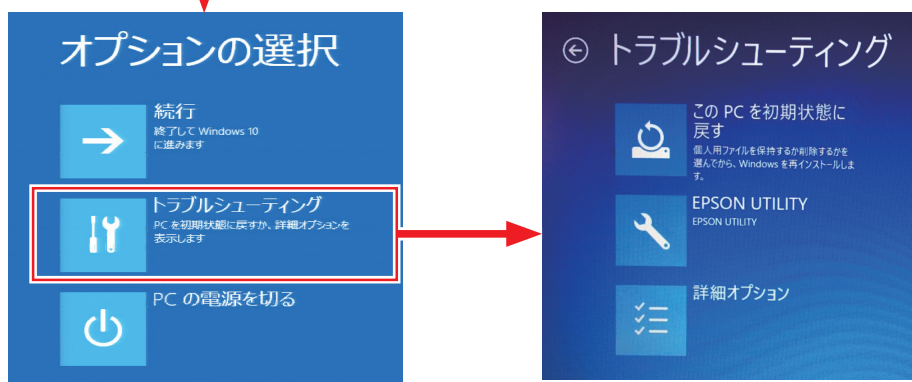 オプションの選択
続行
終了して Windows 10
に進みます
トラブルシューティング
PC を初期状態に戻すか、詳細オプションを
表示します
PC の電源を切る
トラブルシューティング
この PC を初期状態に
戻す
個人用ファイルを保持するか削除するかを
選んでから、Windows を再インストールしま
す。
EPSON UTILITY
EPSON UTILITY
詳細オプション